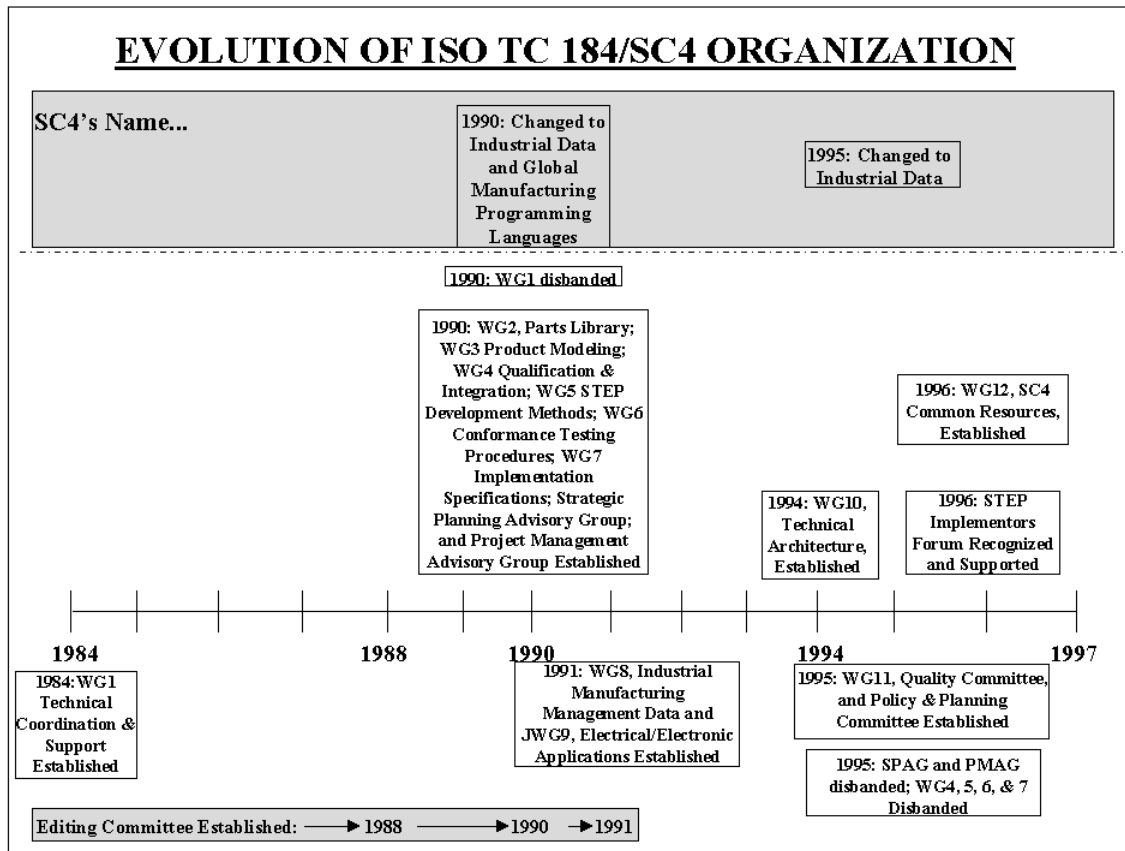 EVOLUTION OF ISO TC 184/SC4 ORGANIZATION
SC4's Name...
1990: Changed to
Industrial Data
and Global
Manufacturing
Programming
Languages
1995: Changed to
Industrial Data
1990: WG1 disbanded
1990: WG2, Parts Library;
WG3 Product Modeling;
WG4 Qualification &
Integration; WG5 STEP
Development Methods; WG6
Conformance Testing
Procedures; WG7
Implementation
Specifications; Strategic
Planning Advisory Group;
and Project Management
Advisory Group Established
1996: WG12, SC4
Common Resources,
Established
1994: WG10,
Technical
Architecture,
Established
1996: STEP
Implementors
Forum Recognized
and Supported
1984 1988 1990 1994 1997
1984:WG1
Technical
Coordination &
Support
Established
1991: WG8, Industrial
Manufacturing
Management Data and
JWG9, Electrical/Electronic
Applications Established
1995: WG11, Quality Committee,
and Policy & Planning
Committee Established
1995: SPAG and PMAG
disbanded; WG4, 5, 6, & 7
Disbanded
Editing Committee Established: 1988 1990 1991